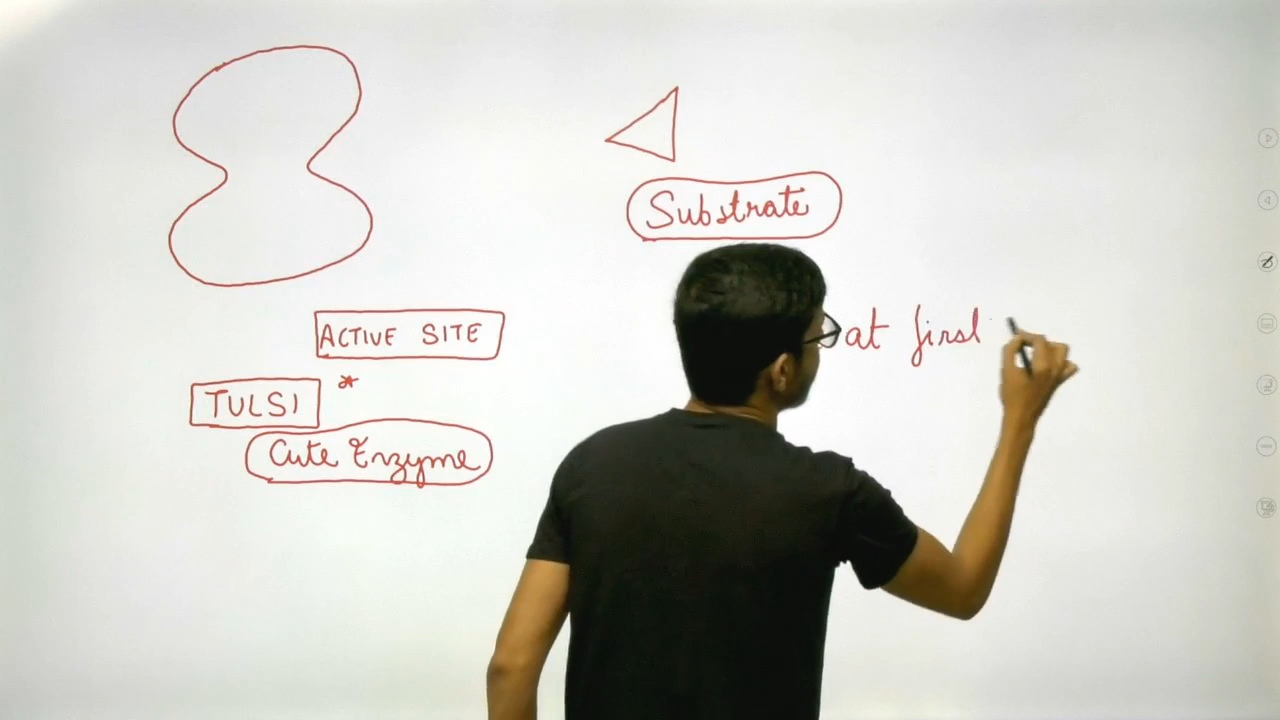 Substrate
at first
ACTIVE SITE
TULSI *
Cute Enzyme